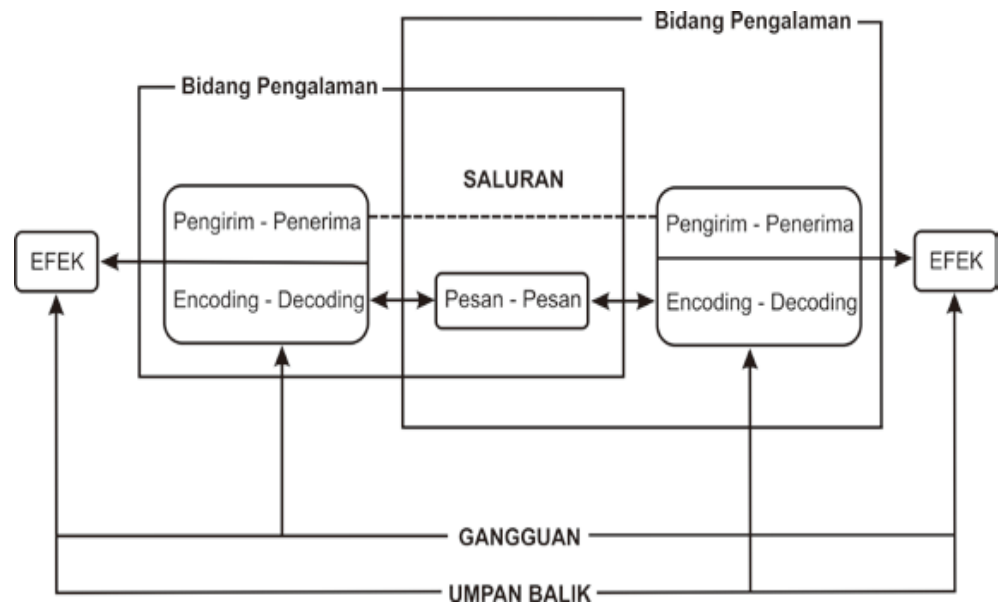 Bidang Pengalaman
Bidang Pengalaman
SALURAN
Pengirim - Penerima
Pengirim - Penerima
EFEK
EFEK
Encoding - Decoding
Pesan - Pesan
Encoding - Decoding
GANGGUAN
UMPAN BALIK